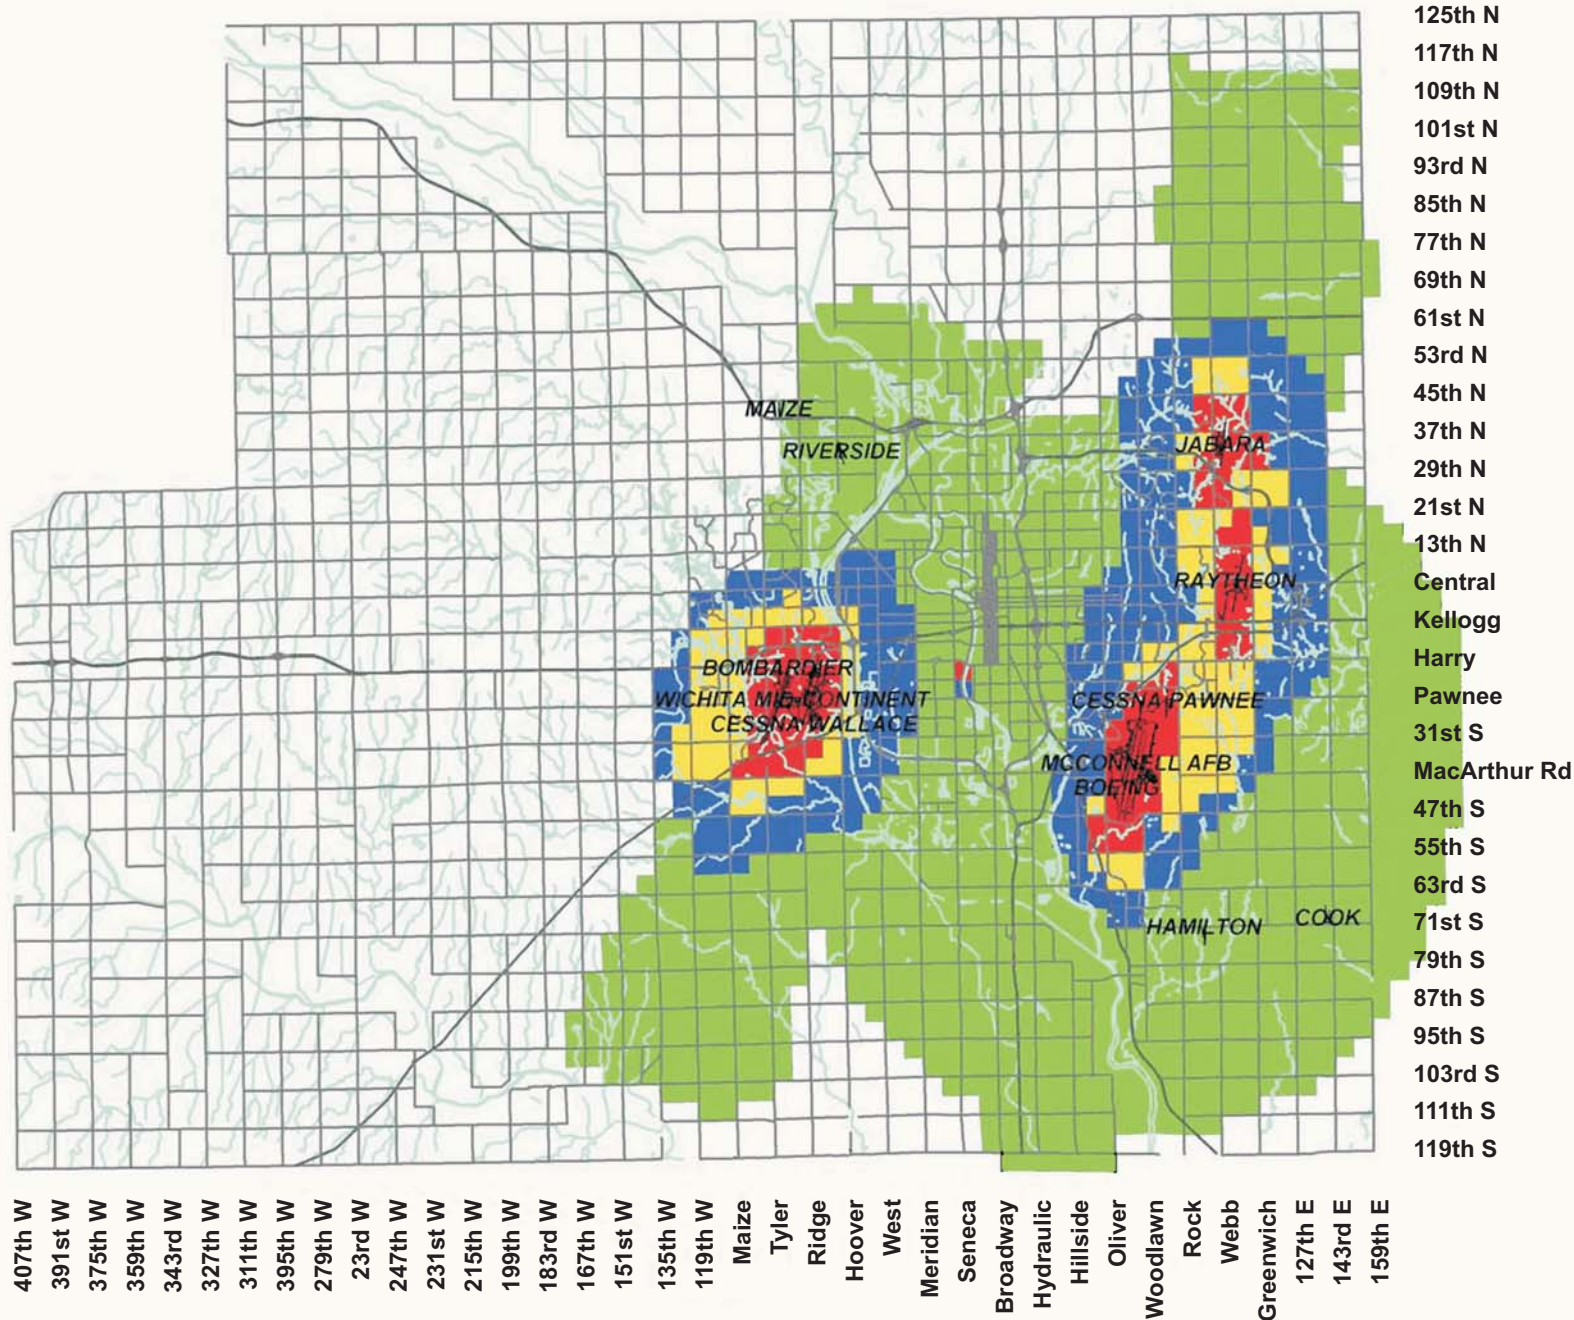 125th N
117th N
109th N
101st N
93rd N
85th N
77th N
69th N
61st N
53rd N
45th N
37th N
29th N
21st N
13th N
Central
Kellogg
Harry
Pawnee
31st S
MacArthur Rd
47th S
55th S
63rd S
71st S
79th S
87th S
95th S
103rd S
111th S
119th S
MAIZE
RIVERSIDE
JABARA
RAYTHEON
BOMBARDIER
WICHITA MID-CONTINENT
CESSNA WALLACE
CESSNA PAWNEE
MCCONNELL AFB
BOEING
HAMILTON
COOK
407th W
391st W
375th W
359th W
343rd W
327th W
311th W
395th W
279th W
23rd W
247th W
231st W
215th W
199th W
183rd W
167th W
151st W
135th W
119th W
Maize
Tyler
Ridge
Hoover
West
Meridian
Seneca
Broadway
Hydraulic
Hillside
Oliver
Woodlawn
Rock
Webb
Greenwich
127th E
143rd E
159th E